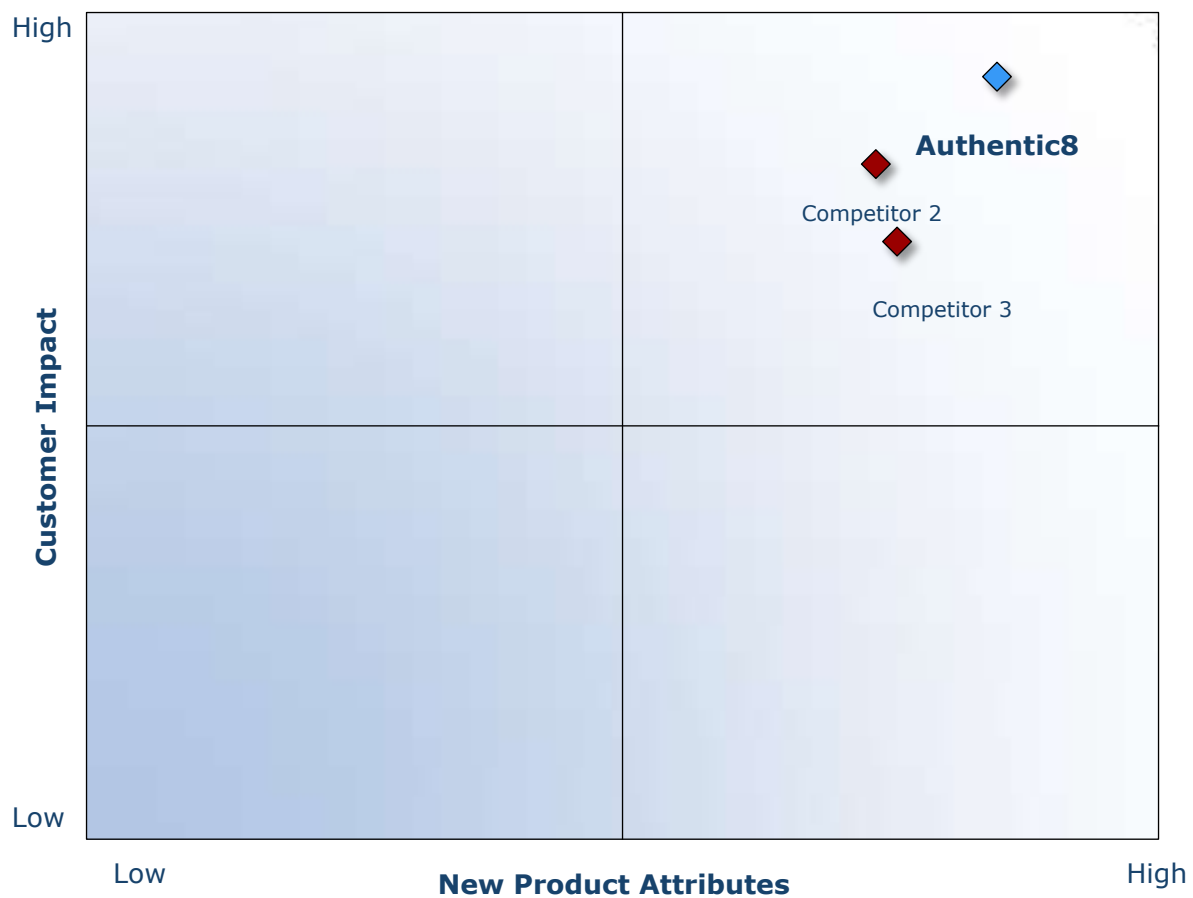 High
Authentic8
Competitor 2
Competitor 3
Customer Impact
Low
Low
New Product Attributes
High